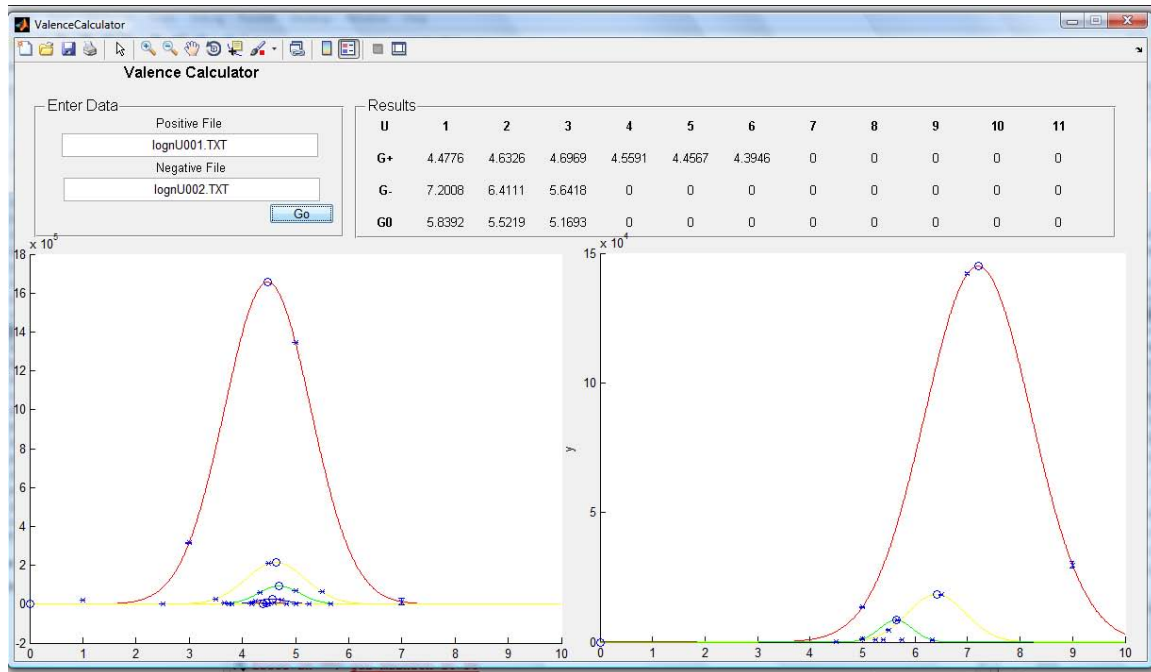 ValenceCalculator
Valence Calculator
Enter Data
Positive File
lognU001.TXT
Negative File
lognU002.TXT
Go
Results
U 1 2 3 4 5 6 7 8 9 10 11
G+ 4.4776 4.6326 4.6969 4.5591 4.4567 4.3946 0 0 0 0 0
G- 7.2008 6.4111 5.6418 0 0 0 0 0 0 0 0
G0 5.8392 5.5219 5.1693 0 0 0 0 0 0 0 0
x 10^5
18
16
14
12
10
8
6
4
2
0
-2
0 1 2 3 4 5 6 7 8 9 10
x 10^4
15
10
5
0
y
0 1 2 3 4 5 6 7 8 9 10